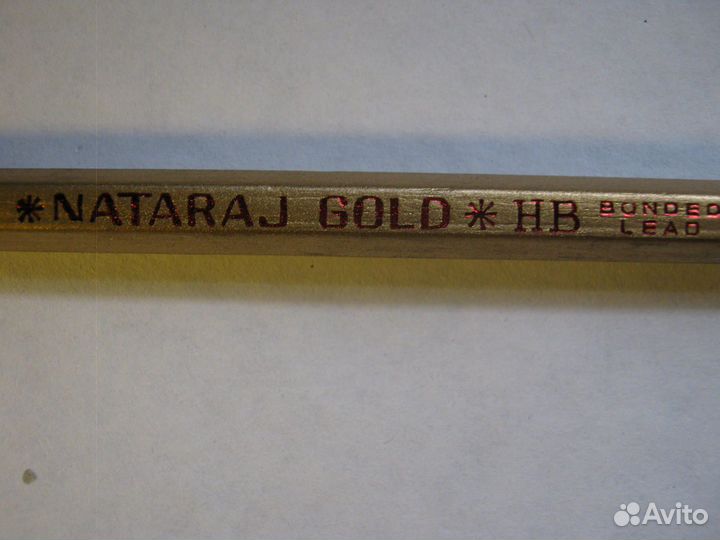 * NATARAJ GOLD * HB BONDED
LEAD
Avito